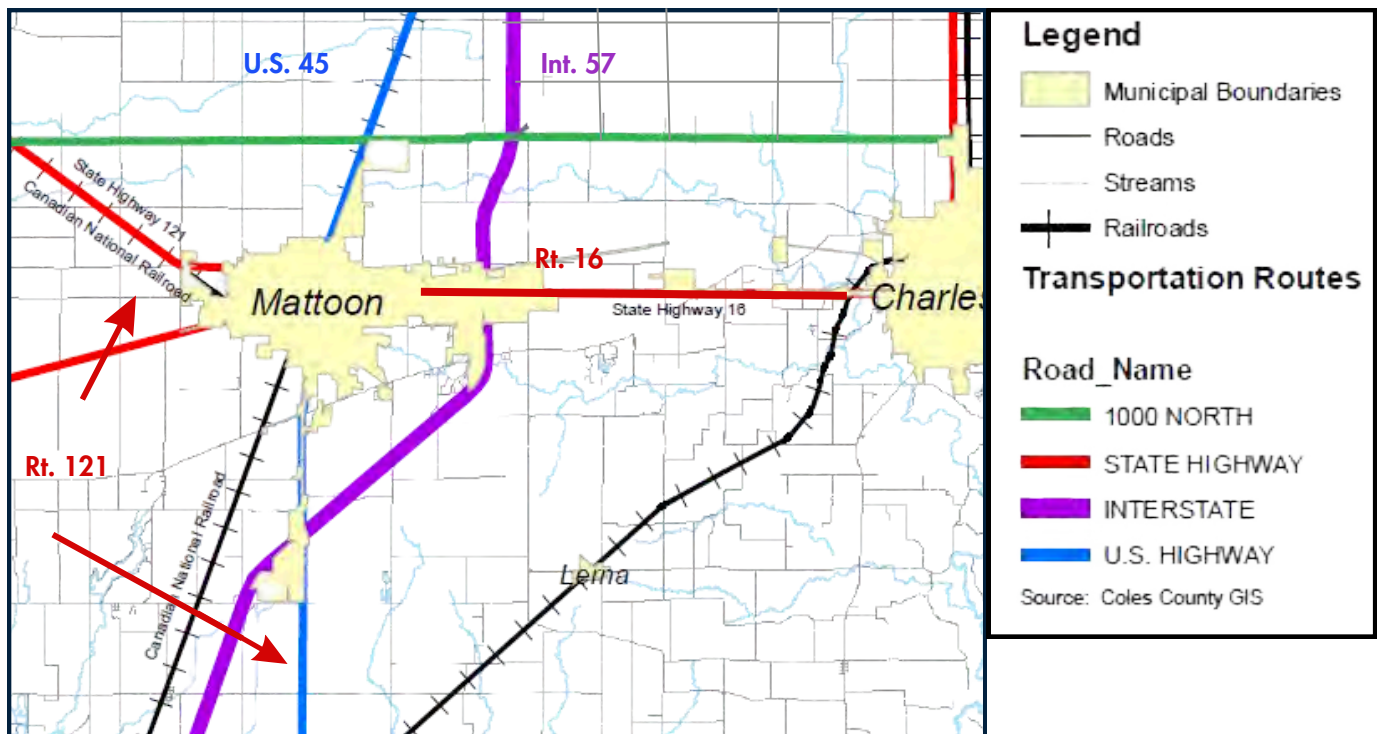 U.S. 45
Int. 57
State Highway 121
Canadian National Railroad
Rt. 16
Mattoon
State Highway 16
Charles
Rt. 121
Canadian National Railroad
Lerna
Legend
Municipal Boundaries
Roads
Streams
Railroads
Transportation Routes
Road_Name
1000 NORTH
STATE HIGHWAY
INTERSTATE
U.S. HIGHWAY
Source: Coles County GIS